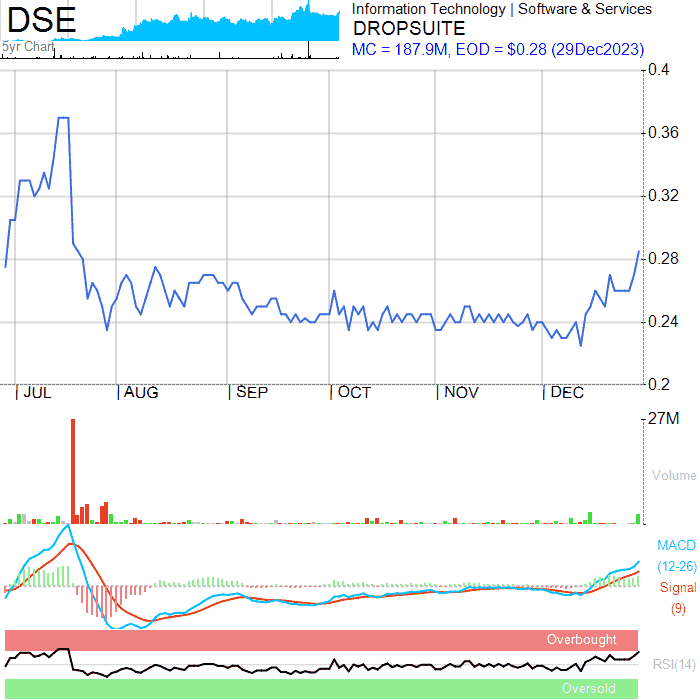 DSE
5yr Chart
Information Technology | Software & Services
DROPSUITE
MC = 187.9M, EOD = $0.28 (29Dec2023)
0.4
0.36
0.32
0.28
0.24
0.2
| JUL | AUG | SEP | OCT | NOV | DEC
27M
Volume
MACD
(12-26)
Signal
(9)
Overbought
RSI(14)
Oversold